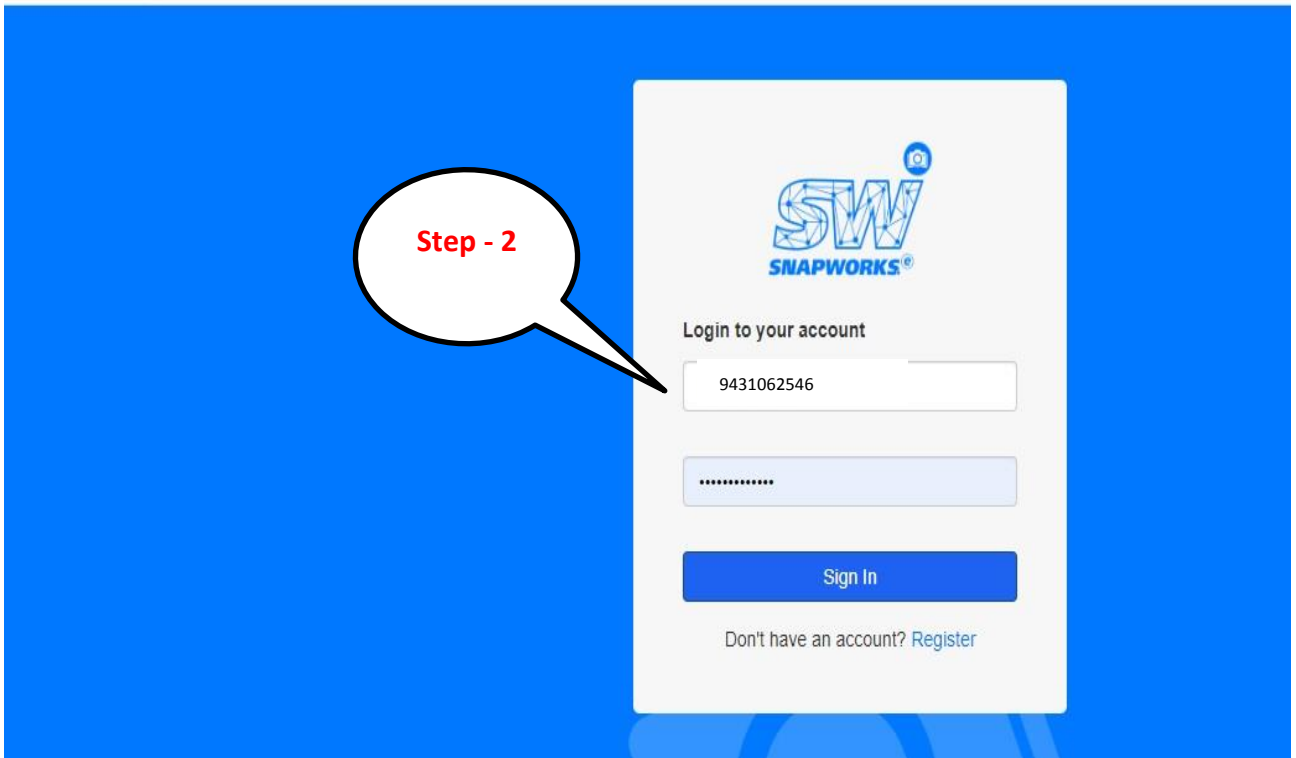 Step - 2
SW
SNAPWORKS e
Login to your account
9431062546
•••••••••••••
Sign In
Don't have an account? Register